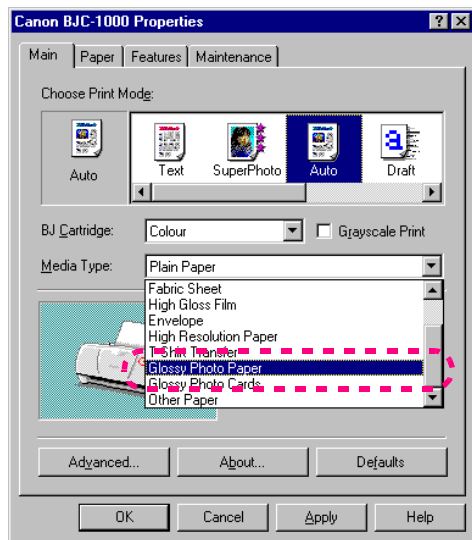 Canon BJC-1000 Properties
Main Paper Features Maintenance
Choose Print Mode:
Auto Text SuperPhoto Auto Draft
BJ Cartridge: Colour Grayscale Print
Media Type: Plain Paper
Fabric Sheet
High Gloss Film
Envelope
High Resolution Paper
T-Shirt Transfer
Glossy Photo Paper
Glossy Photo Cards
Other Paper
Advanced... About... Defaults
OK Cancel Apply Help